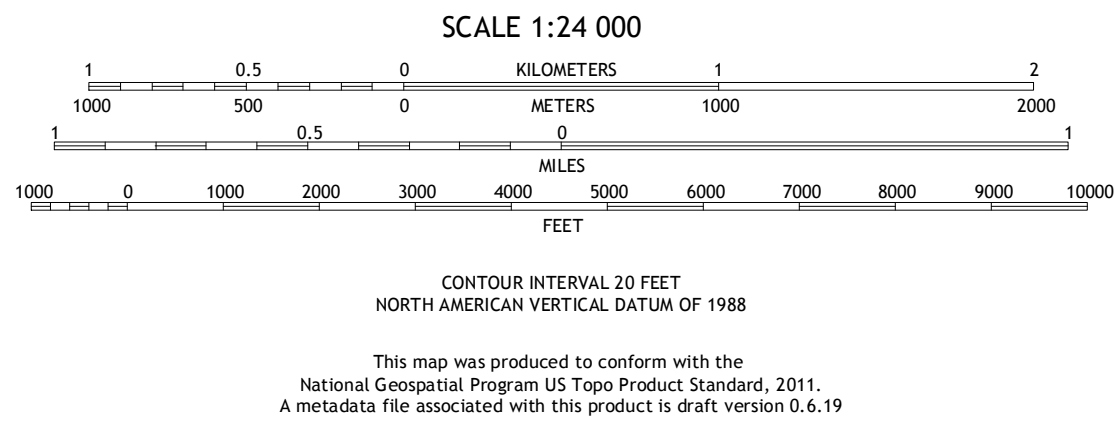 SCALE 1:24 000
1 0.5 0 KILOMETERS 1 2
1000 500 0 METERS 1000 2000
1 0.5 0 1
MILES
1000 0 1000 2000 3000 4000 5000 6000 7000 8000 9000 10000
FEET
CONTOUR INTERVAL 20 FEET
NORTH AMERICAN VERTICAL DATUM OF 1988
This map was produced to conform with the
National Geospatial Program US Topo Product Standard, 2011.
A metadata file associated with this product is draft version 0.6.19